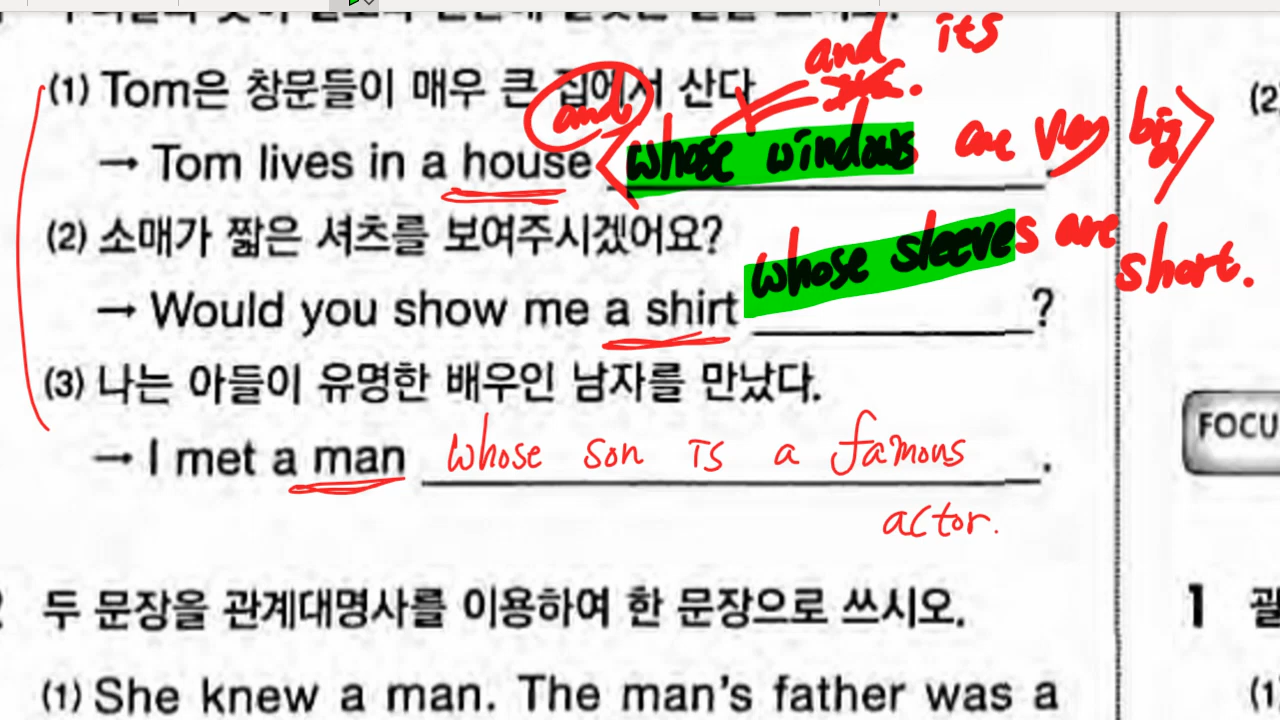 and its
(1) Tom은 창문들이 매우 큰 집에서 산다
and
→ Tom lives in a house whose windows are very big
(2) 소매가 짧은 셔츠를 보여주시겠어요?
→ Would you show me a shirt whose sleeves are short. ?
(3) 나는 아들이 유명한 배우인 남자를 만났다.
→ I met a man whose son is a famous .
actor.
두 문장을 관계대명사를 이용하여 한 문장으로 쓰시오.
(1) She knew a man. The man's father was a
(2)
FOCU
1
(1)